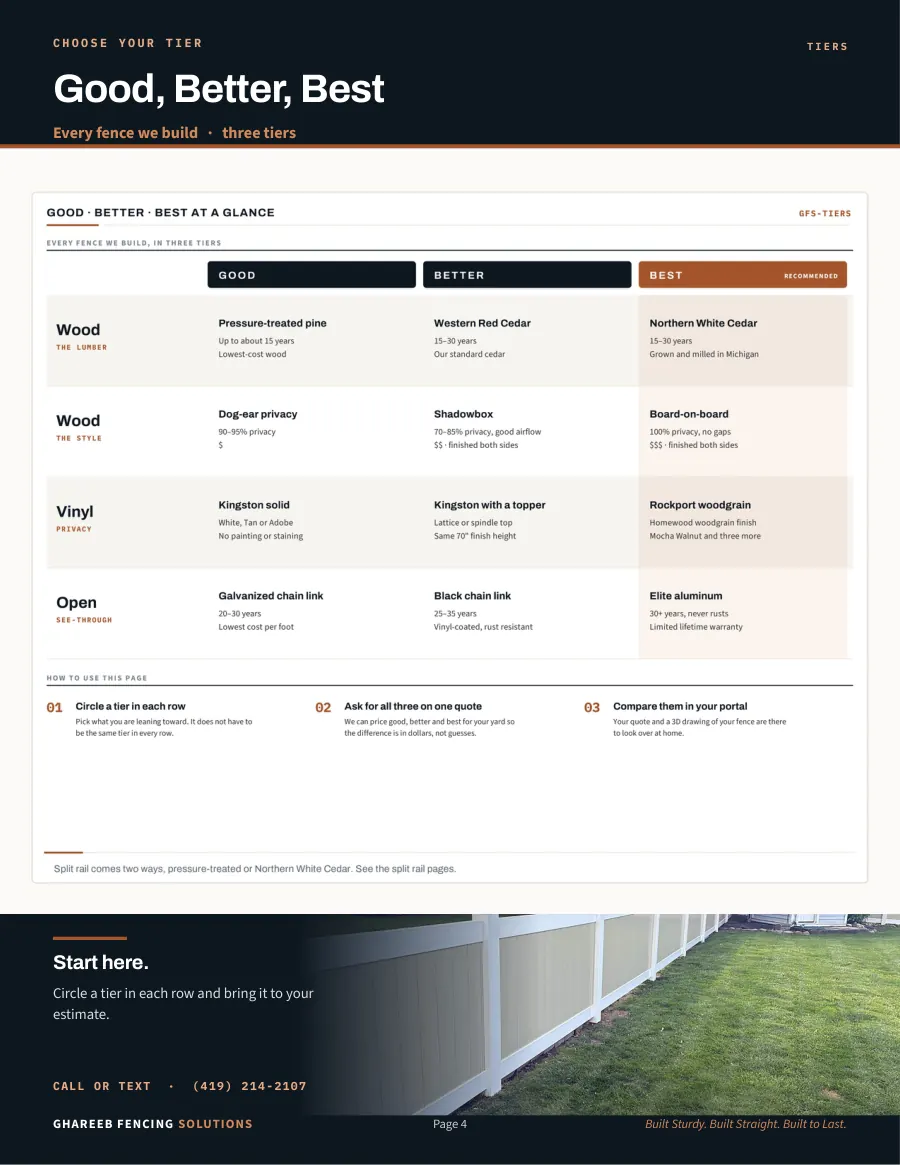 CHOOSE YOUR TIER
TIERS
Good, Better, Best
Every fence we build · three tiers
GOOD · BETTER · BEST AT A GLANCE
GFS-TIERS
EVERY FENCE WE BUILD, IN THREE TIERS
GOOD
BETTER
BEST
RECOMMENDED
Wood
THE LUMBER
Pressure-treated pine
Up to about 15 years
Lowest-cost wood
Western Red Cedar
15–30 years
Our standard cedar
Northern White Cedar
15–30 years
Grown and milled in Michigan
Wood
THE STYLE
Dog-ear privacy
90–95% privacy
$
Shadowbox
70–85% privacy, good airflow
$$ · finished both sides
Board-on-board
100% privacy, no gaps
$$$ · finished both sides
Vinyl
PRIVACY
Kingston solid
White, Tan or Adobe
No painting or staining
Kingston with a topper
Lattice or spindle top
Same 70" finish height
Rockport woodgrain
Homewood woodgrain finish
Mocha Walnut and three more
Open
SEE-THROUGH
Galvanized chain link
20–30 years
Lowest cost per foot
Black chain link
25–35 years
Vinyl-coated, rust resistant
Elite aluminum
30+ years, never rusts
Limited lifetime warranty
HOW TO USE THIS PAGE
01
Circle a tier in each row
Pick what you are leaning toward. It does not have to
be the same tier in every row.
02
Ask for all three on one quote
We can price good, better and best for your yard so
the difference is in dollars, not guesses.
03
Compare them in your portal
Your quote and a 3D drawing of your fence are there
to look over at home.
Split rail comes two ways, pressure-treated or Northern White Cedar. See the split rail pages.
Start here.
Circle a tier in each row and bring it to your
estimate.
CALL OR TEXT · (419) 214-2107
GHAREEB FENCING SOLUTIONS
Page 4
Built Sturdy. Built Straight. Built to Last.